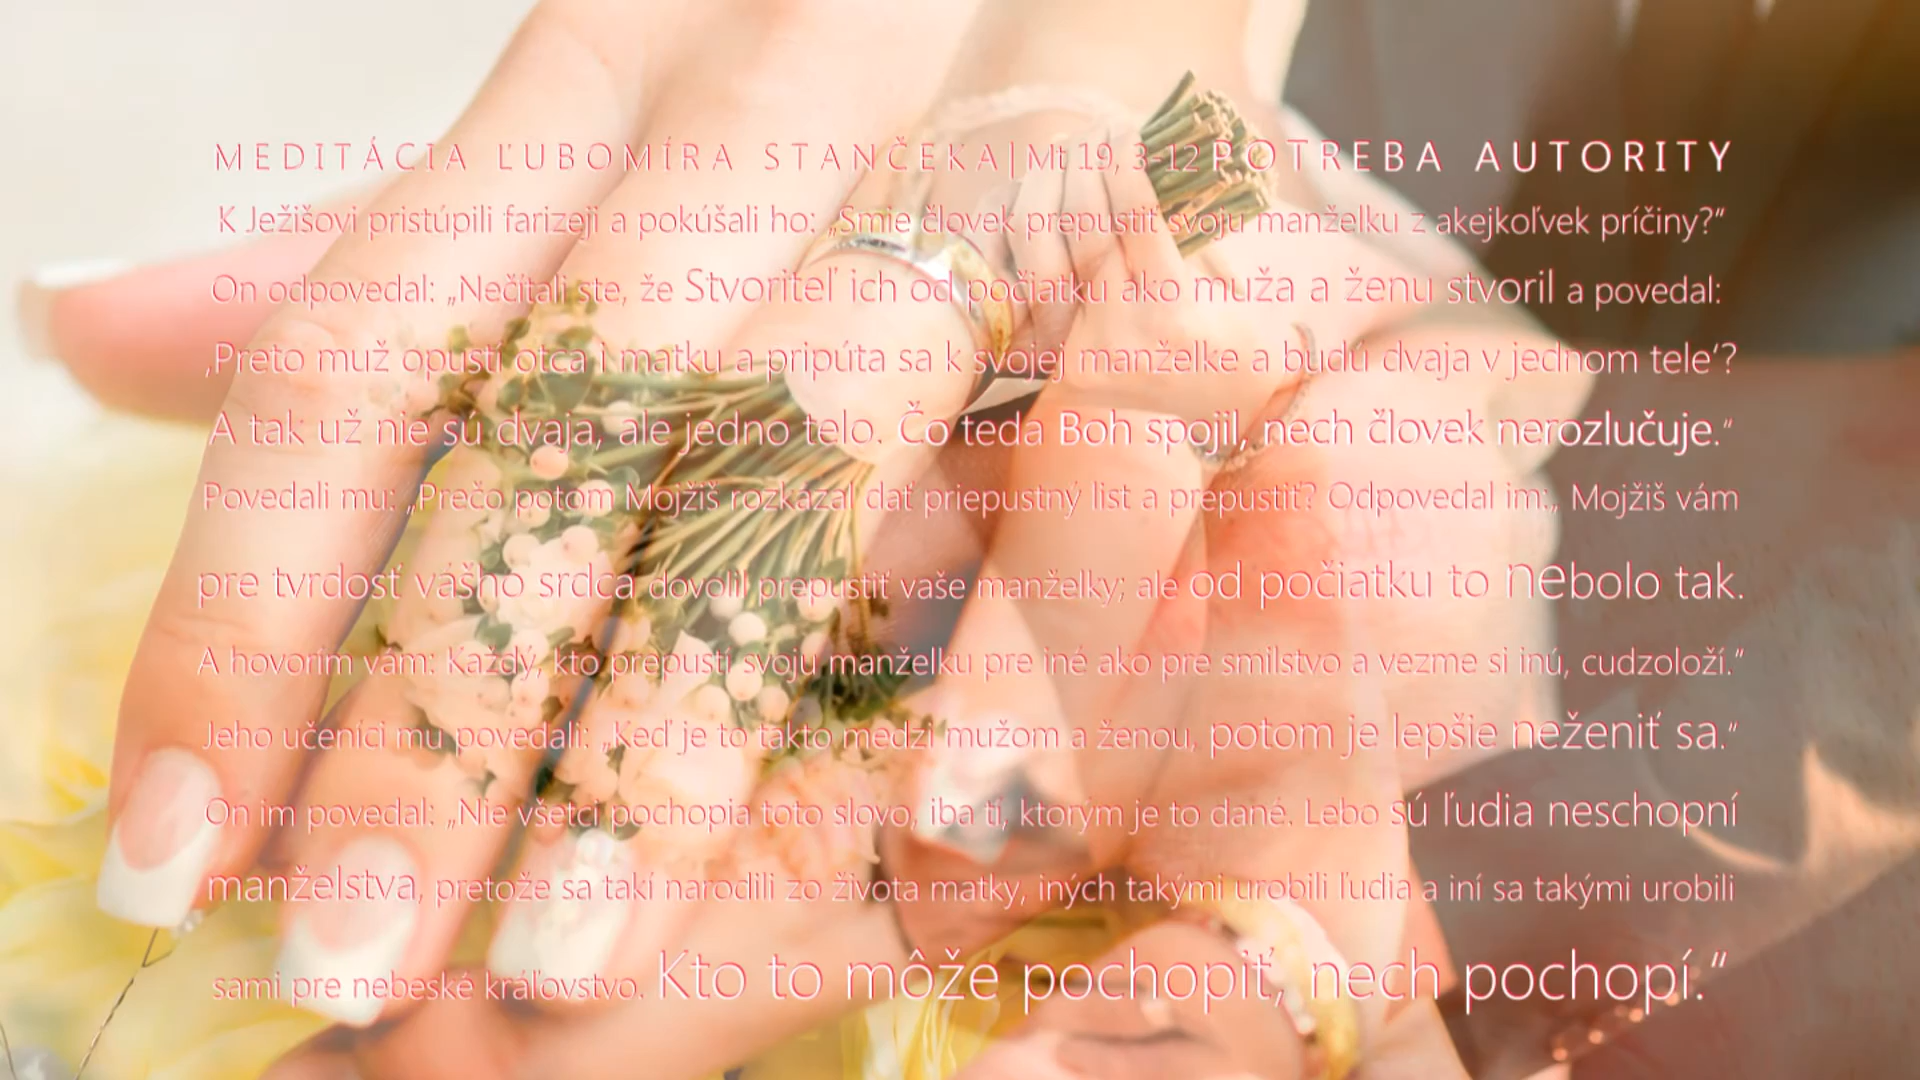 MEDITÁCIA ĽUBOMÍRA STANČEKA|Mt 19, 3-12 POTREBA AUTORITY
K Ježišovi pristúpili farizeji a pokúšali ho: „Smie človek prepustiť svoju manželku z akejkoľvek príčiny?“
On odpovedal: „Nečítali ste, že Stvoriteľ ich od počiatku ako muža a ženu stvoril a povedal:
‚Preto muž opustí otca i matku a pripúta sa k svojej manželke a budú dvaja v jednom tele‘?
A tak už nie sú dvaja, ale jedno telo. Čo teda Boh spojil, nech človek nerozlučuje.“
Povedali mu: „Prečo potom Mojžiš rozkázal dať priepustný list a prepustiť? Odpovedal im:„ Mojžiš vám
pre tvrdosť vášho srdca dovolil prepustiť vaše manželky; ale od počiatku to nebolo tak.
A hovorím vám: Každý, kto prepustí svoju manželku pre iné ako pre smilstvo a vezme si inú, cudzoloží.“
Jeho učeníci mu povedali: „Keď je to takto medzi mužom a ženou, potom je lepšie neženiť sa.“
On im povedal: „Nie všetci pochopia toto slovo, iba tí, ktorým je to dané. Lebo sú ľudia neschopní
manželstva, pretože sa takí narodili zo života matky, iných takými urobili ľudia a iní sa takými urobili
sami pre nebeské kráľovstvo. Kto to môže pochopiť, nech pochopí.“